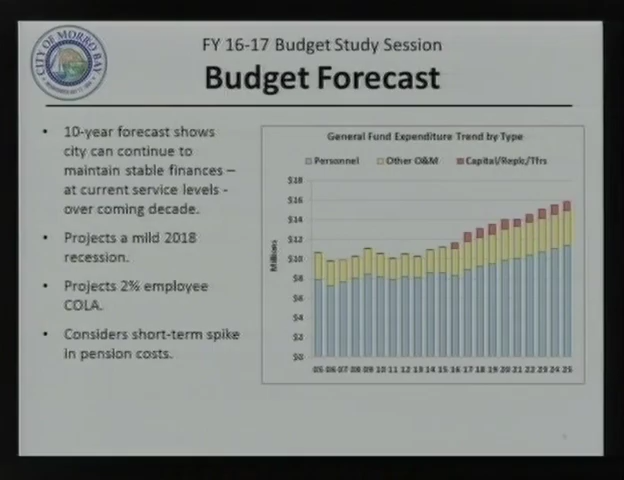 CITY OF MORRO BAY
FY 16-17 Budget Study Session
Budget Forecast
• 10-year forecast shows
city can continue to
maintain stable finances –
at current service levels -
over coming decade.
• Projects a mild 2018
recession.
• Projects 2% employee
COLA.
• Considers short-term spike
in pension costs.
General Fund Expenditure Trend by Type
Personnel Other O&M Capital/Replc/Tfrs
Millions
$18
$16
$14
$12
$10
$8
$6
$4
$2
$0
05 06 07 08 09 10 11 12 13 14 15 16 17 18 19 20 21 22 23 24 25